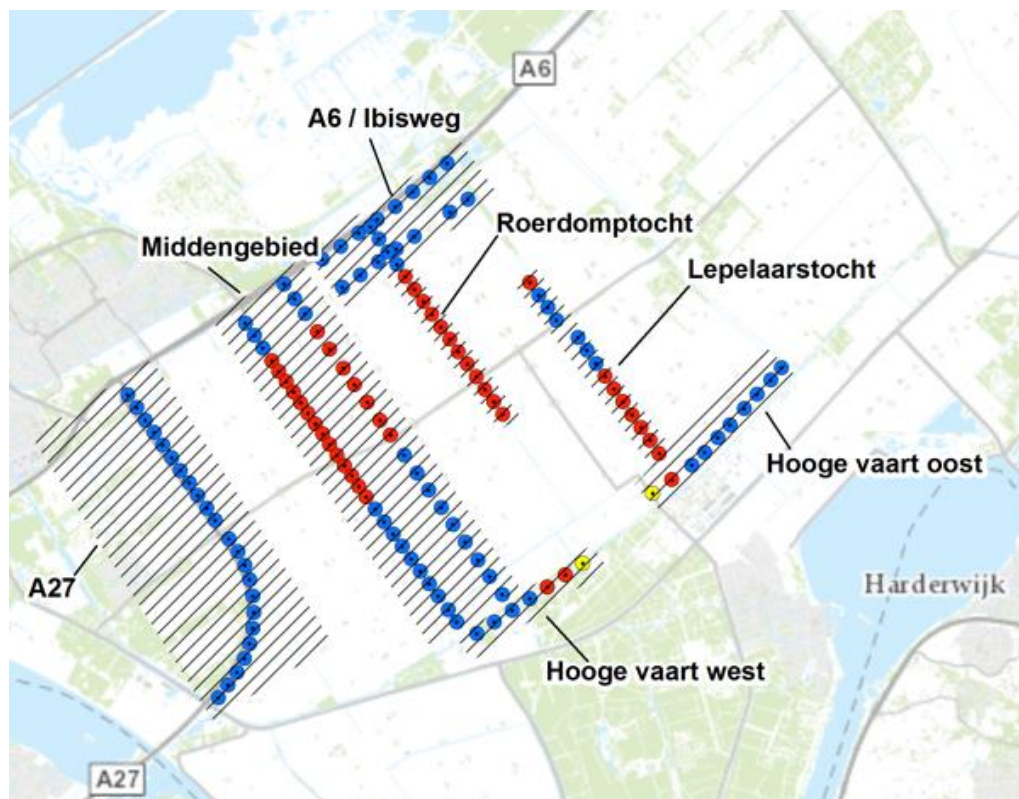 A6
A6 / Ibisweg
Roerdomptocht
Middengebied
Lepelaarstocht
Hooge vaart oost
A27
Harderwijk
Hooge vaart west
A27